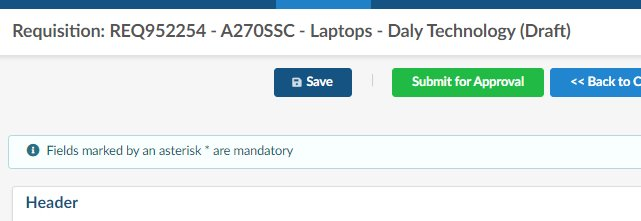 Requisition: REQ952254 - A270SSC - Laptops - Daly Technology (Draft)
Save
Submit for Approval
<< Back to
Fields marked by an asterisk * are mandatory
Header